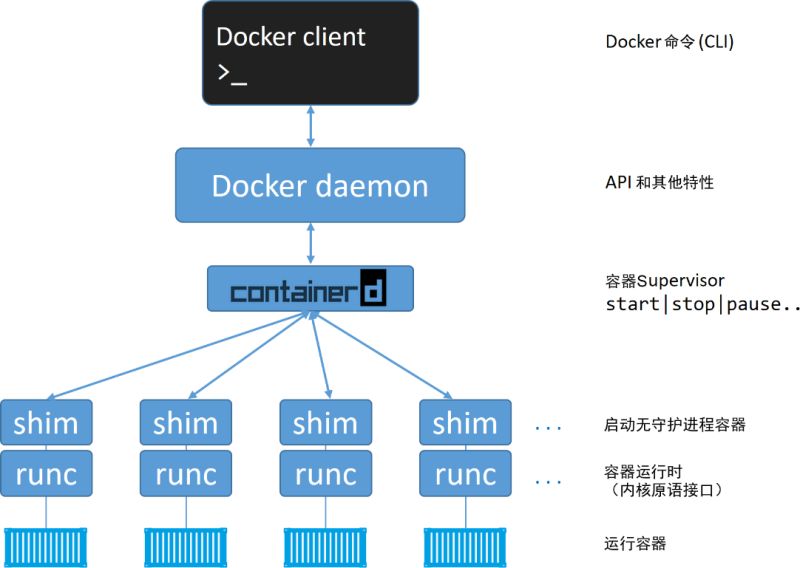 Docker client
>_
Docker命令(CLI)
Docker daemon
API 和其他特性
containerd
容器Supervisor
start|stop|pause..
shim shim shim shim ... 启动无守护进程容器
runc runc runc runc ... 容器运行时
（内核原语接口）
运行容器